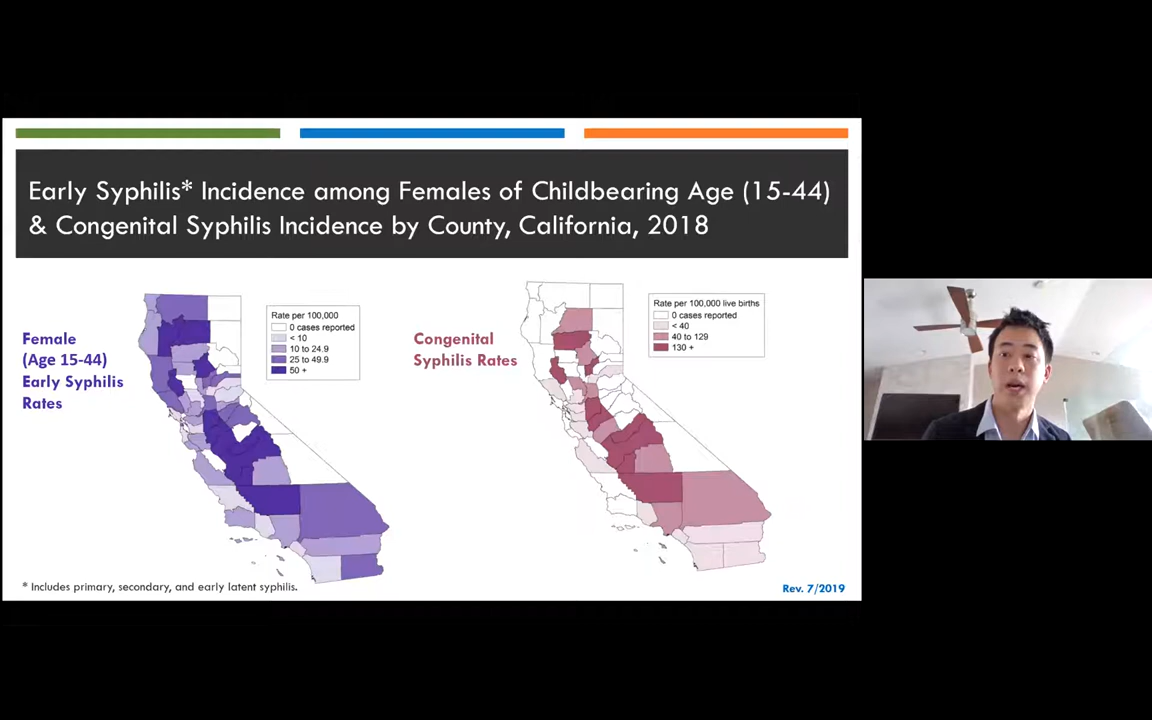 Early Syphilis* Incidence among Females of Childbearing Age (15-44)
& Congenital Syphilis Incidence by County, California, 2018
Female
(Age 15-44)
Early Syphilis
Rates
Rate per 100,000
0 cases reported
< 10
10 to 24.9
25 to 49.9
50 +
Congenital
Syphilis Rates
Rate per 100,000 live births
0 cases reported
< 40
40 to 129
130 +
* Includes primary, secondary, and early latent syphilis.
Rev. 7/2019